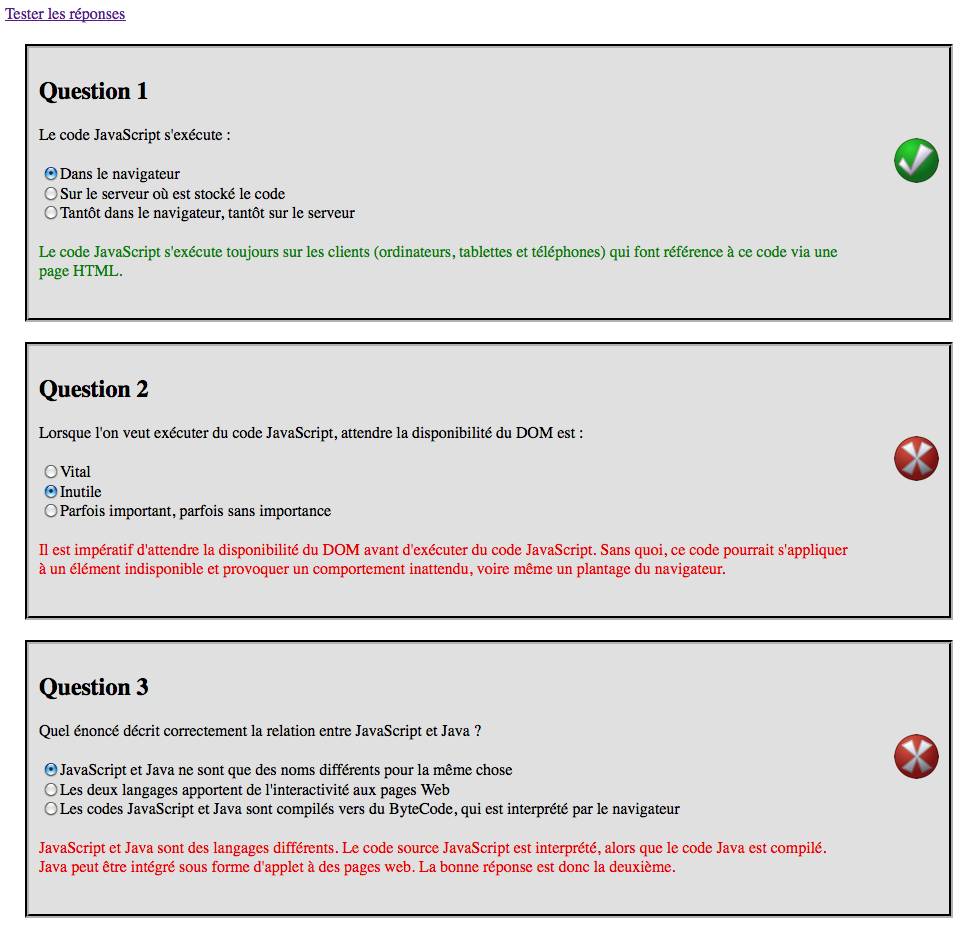 Tester les réponses
Question 1
Le code JavaScript s'exécute :
Dans le navigateur
Sur le serveur où est stocké le code
Tantôt dans le navigateur, tantôt sur le serveur
Le code JavaScript s'exécute toujours sur les clients (ordinateurs, tablettes et téléphones) qui font référence à ce code via une
page HTML.
Question 2
Lorsque l'on veut exécuter du code JavaScript, attendre la disponibilité du DOM est :
Vital
Inutile
Parfois important, parfois sans importance
Il est impératif d'attendre la disponibilité du DOM avant d'exécuter du code JavaScript. Sans quoi, ce code pourrait s'appliquer
à un élément indisponible et provoquer un comportement inattendu, voire même un plantage du navigateur.
Question 3
Quel énoncé décrit correctement la relation entre JavaScript et Java ?
JavaScript et Java ne sont que des noms différents pour la même chose
Les deux langages apportent de l'interactivité aux pages Web
Les codes JavaScript et Java sont compilés vers du ByteCode, qui est interprété par le navigateur
JavaScript et Java sont des langages différents. Le code source JavaScript est interprété, alors que le code Java est compilé.
Java peut être intégré sous forme d'applet à des pages web. La bonne réponse est donc la deuxième.